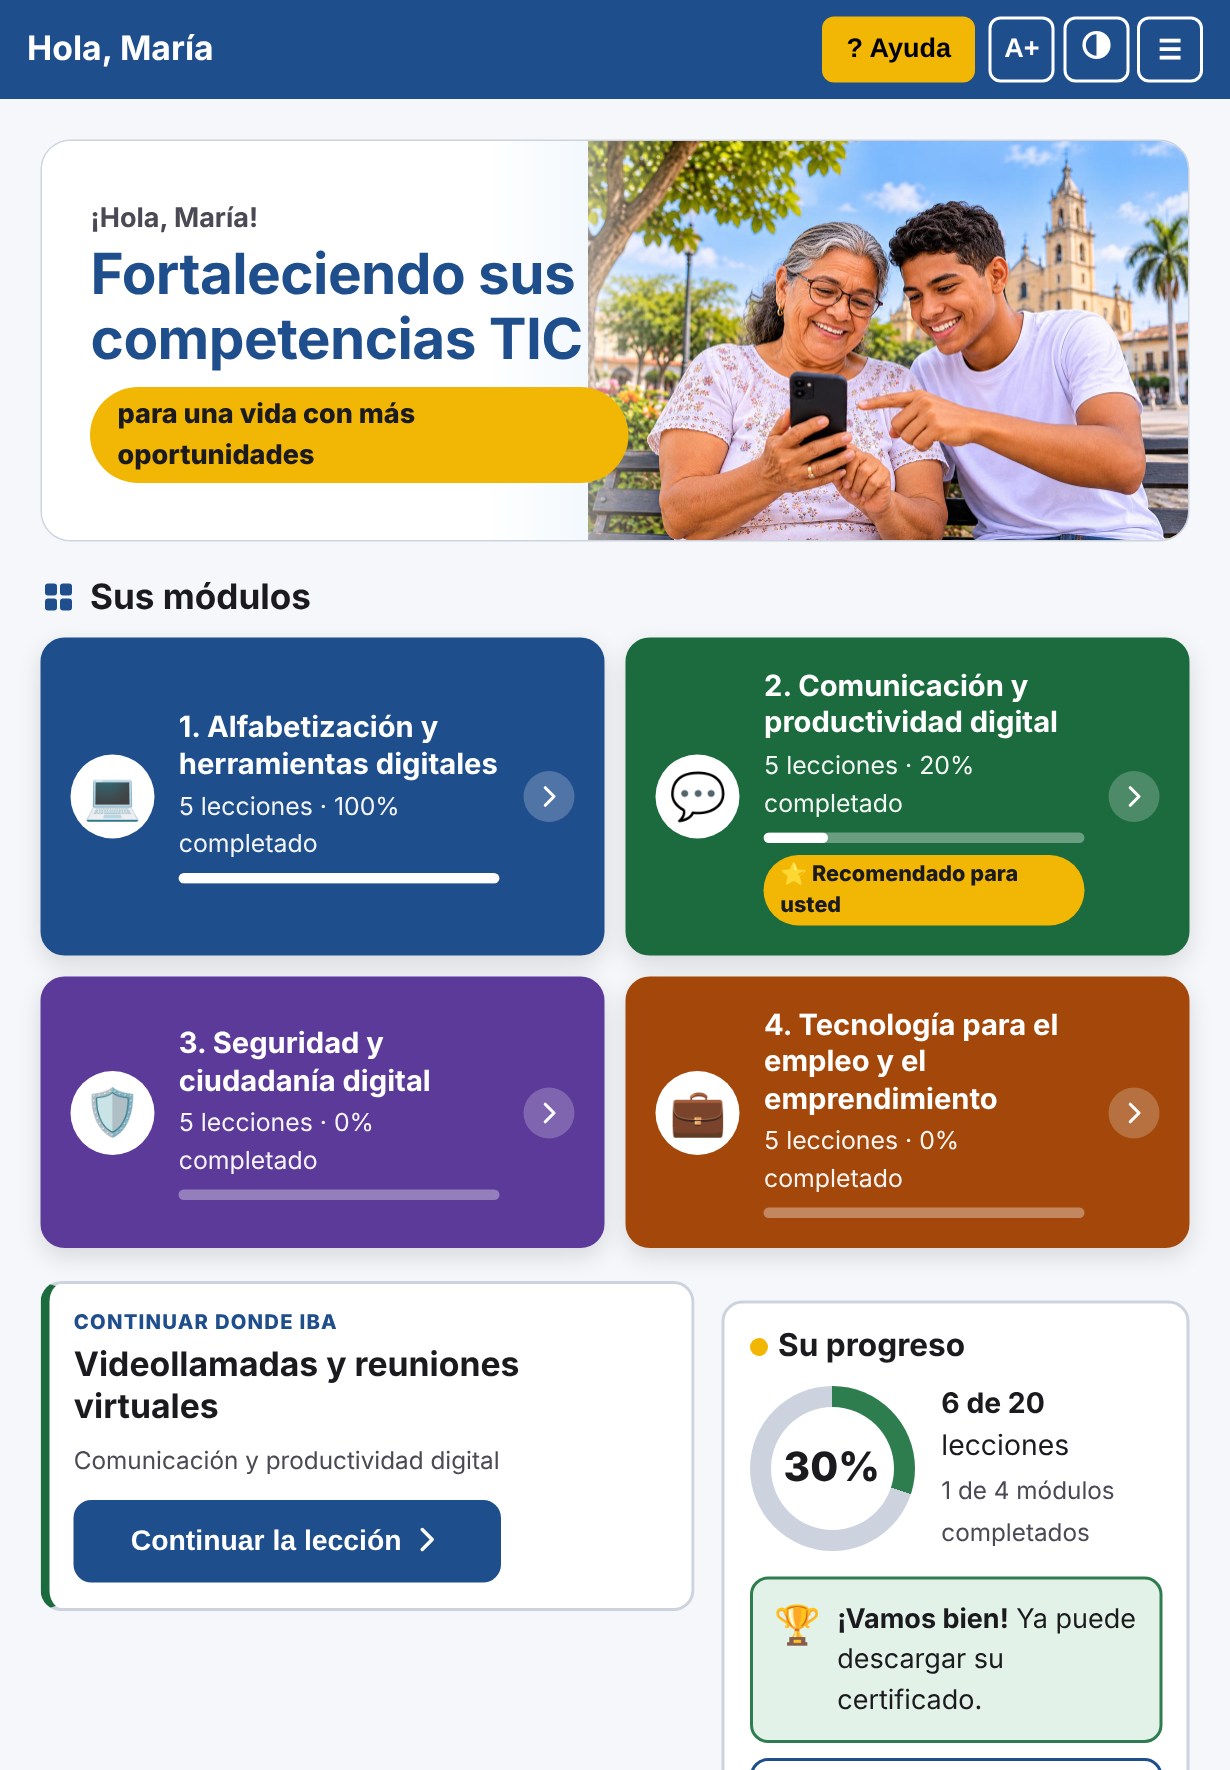 Hola, María
? Ayuda
A+
¡Hola, María!
Fortaleciendo sus
competencias TIC
para una vida con más
oportunidades
Sus módulos
1. Alfabetización y
herramientas digitales
5 lecciones · 100%
completado
2. Comunicación y
productividad digital
5 lecciones · 20%
completado
⭐ Recomendado para
usted
3. Seguridad y
ciudadanía digital
5 lecciones · 0%
completado
4. Tecnología para el
empleo y el
emprendimiento
5 lecciones · 0%
completado
CONTINUAR DONDE IBA
Videollamadas y reuniones
virtuales
Comunicación y productividad digital
Continuar la lección
Su progreso
30%
6 de 20
lecciones
1 de 4 módulos
completados
¡Vamos bien! Ya puede
descargar su
certificado.